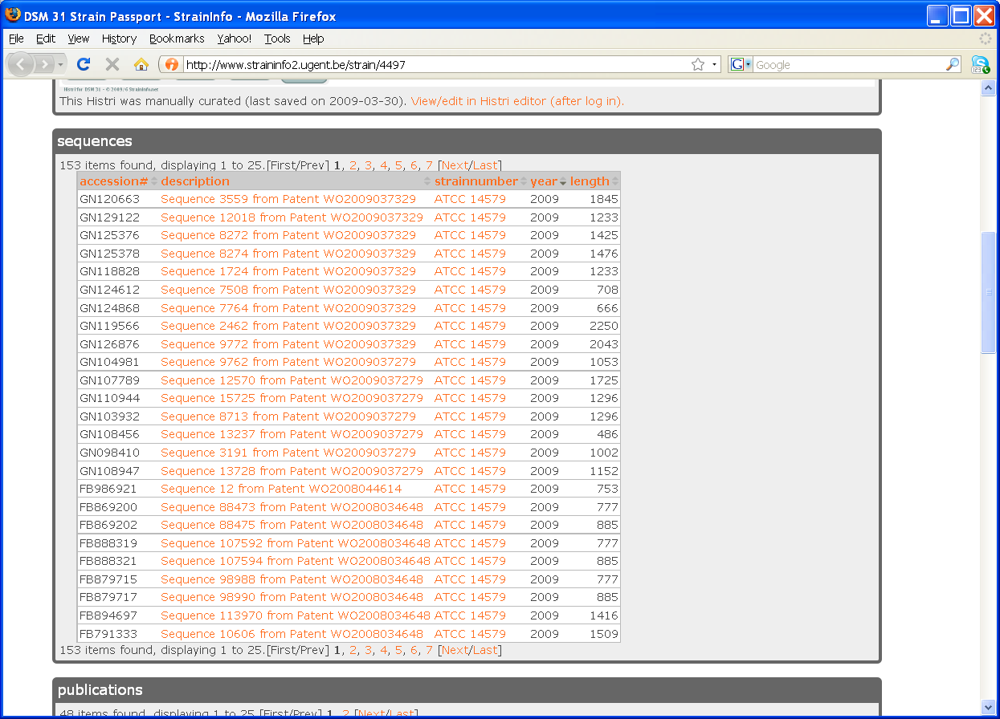 DSM 31 Strain Passport - StrainInfo - Mozilla Firefox
File Edit View History Bookmarks Yahoo! Tools Help
http://www.straininfo2.ugent.be/strain/4497 Google
Histri for DSM 31 - © 2009/6 StrainInfo.net
This Histri was manually curated (last saved on 2009-03-30). View/edit in Histri editor (after log in).
sequences
153 items found, displaying 1 to 25.[First/Prev] 1, 2, 3, 4, 5, 6, 7 [Next/Last]
accession# description strainnumber year length
GN120663 Sequence 3559 from Patent WO2009037329 ATCC 14579 2009 1845
GN129122 Sequence 12018 from Patent WO2009037329 ATCC 14579 2009 1233
GN125376 Sequence 8272 from Patent WO2009037329 ATCC 14579 2009 1425
GN125378 Sequence 8274 from Patent WO2009037329 ATCC 14579 2009 1476
GN118828 Sequence 1724 from Patent WO2009037329 ATCC 14579 2009 1233
GN124612 Sequence 7508 from Patent WO2009037329 ATCC 14579 2009 708
GN124868 Sequence 7764 from Patent WO2009037329 ATCC 14579 2009 666
GN119566 Sequence 2462 from Patent WO2009037329 ATCC 14579 2009 2250
GN126876 Sequence 9772 from Patent WO2009037329 ATCC 14579 2009 2043
GN104981 Sequence 9762 from Patent WO2009037279 ATCC 14579 2009 1053
GN107789 Sequence 12570 from Patent WO2009037279 ATCC 14579 2009 1725
GN110944 Sequence 15725 from Patent WO2009037279 ATCC 14579 2009 1296
GN103932 Sequence 8713 from Patent WO2009037279 ATCC 14579 2009 1296
GN108456 Sequence 13237 from Patent WO2009037279 ATCC 14579 2009 486
GN098410 Sequence 3191 from Patent WO2009037279 ATCC 14579 2009 1002
GN108947 Sequence 13728 from Patent WO2009037279 ATCC 14579 2009 1152
FB986921 Sequence 12 from Patent WO2008044614 ATCC 14579 2009 753
FB869200 Sequence 88473 from Patent WO2008034648 ATCC 14579 2009 777
FB869202 Sequence 88475 from Patent WO2008034648 ATCC 14579 2009 885
FB888319 Sequence 107592 from Patent WO2008034648 ATCC 14579 2009 777
FB888321 Sequence 107594 from Patent WO2008034648 ATCC 14579 2009 885
FB879715 Sequence 98988 from Patent WO2008034648 ATCC 14579 2009 777
FB879717 Sequence 98990 from Patent WO2008034648 ATCC 14579 2009 885
FB894697 Sequence 113970 from Patent WO2008034648 ATCC 14579 2009 1416
FB791333 Sequence 10606 from Patent WO2008034648 ATCC 14579 2009 1509
153 items found, displaying 1 to 25.[First/Prev] 1, 2, 3, 4, 5, 6, 7 [Next/Last]
publications
48 items found, displaying 1 to 25.[First/Prev] 1, 2 [Next/Last]